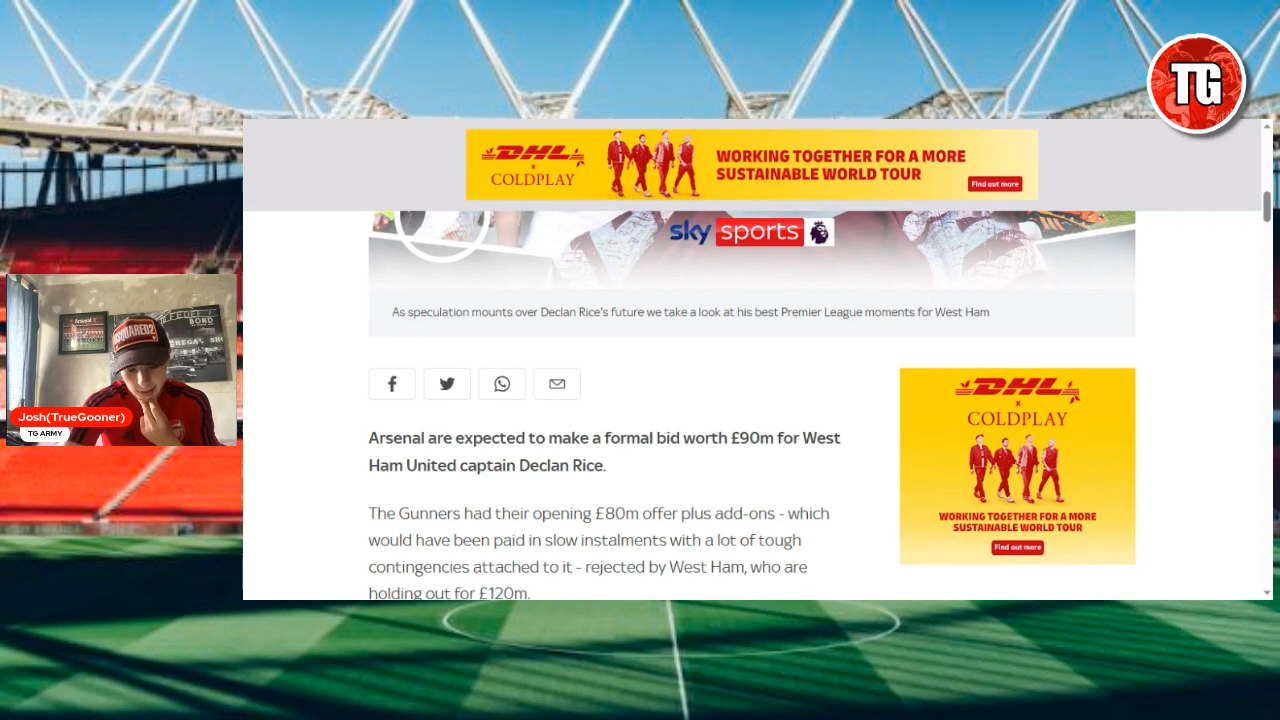 TG
DHL
x
COLDPLAY
WORKING TOGETHER FOR A MORE
SUSTAINABLE WORLD TOUR
Find out more
sky sports
As speculation mounts over Declan Rice's future we take a look at his best Premier League moments for West Ham
Arsenal
BOND
DSQUARED2
Josh(TrueGooner)
TG ARMY
Arsenal are expected to make a formal bid worth £90m for West
Ham United captain Declan Rice.
The Gunners had their opening £80m offer plus add-ons - which
would have been paid in slow instalments with a lot of tough
contingencies attached to it - rejected by West Ham, who are
holding out for £120m.
DHL
x
COLDPLAY
WORKING TOGETHER FOR A MORE
SUSTAINABLE WORLD TOUR
Find out more